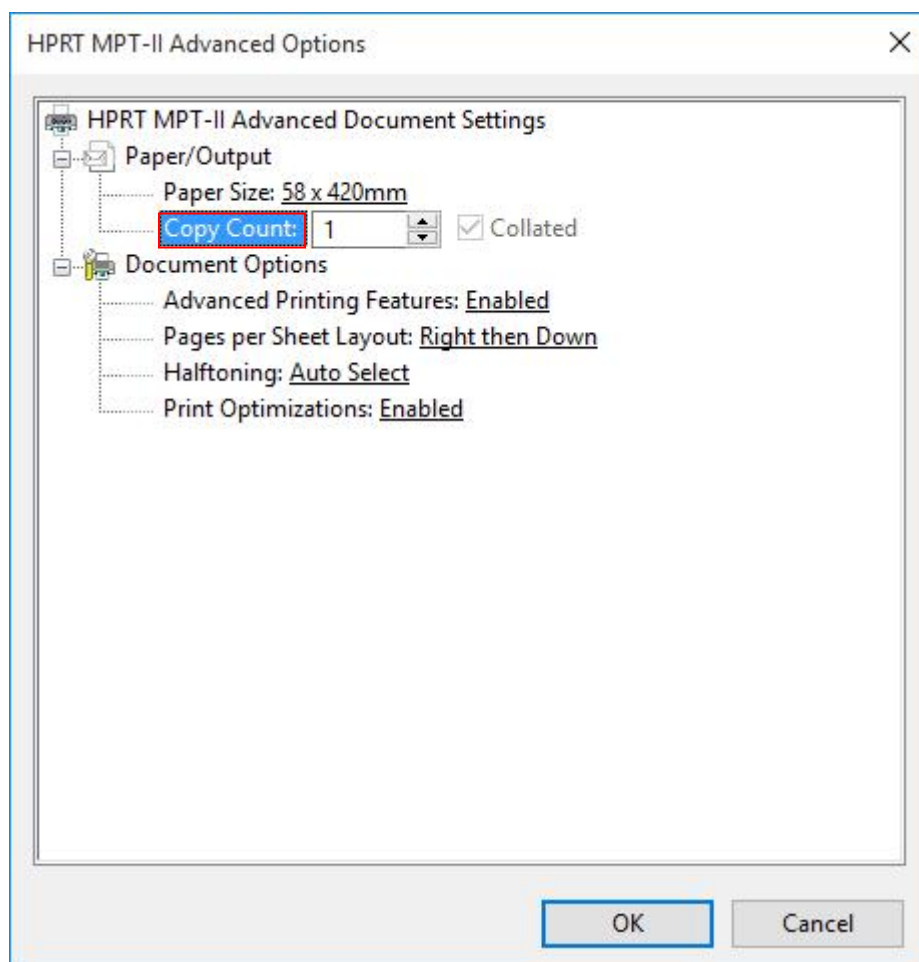 HPRT MPT-II Advanced Options
HPRT MPT-II Advanced Document Settings
Paper/Output
Paper Size: 58 x 420mm
Copy Count: 1 Collated
Document Options
Advanced Printing Features: Enabled
Pages per Sheet Layout: Right then Down
Halftoning: Auto Select
Print Optimizations: Enabled
OK Cancel